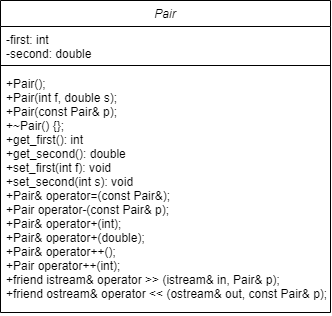 Pair
-first: int
-second: double
+Pair();
+Pair(int f, double s);
+Pair(const Pair& p);
+~Pair() {};
+get_first(): int
+get_second(): double
+set_first(int f): void
+set_second(int s): void
+Pair& operator=(const Pair&);
+Pair operator-(const Pair& p);
+Pair& operator+(int);
+Pair& operator+(double);
+Pair& operator++();
+Pair operator++(int);
+friend istream& operator >> (istream& in, Pair& p);
+friend ostream& operator << (ostream& out, const Pair& p);